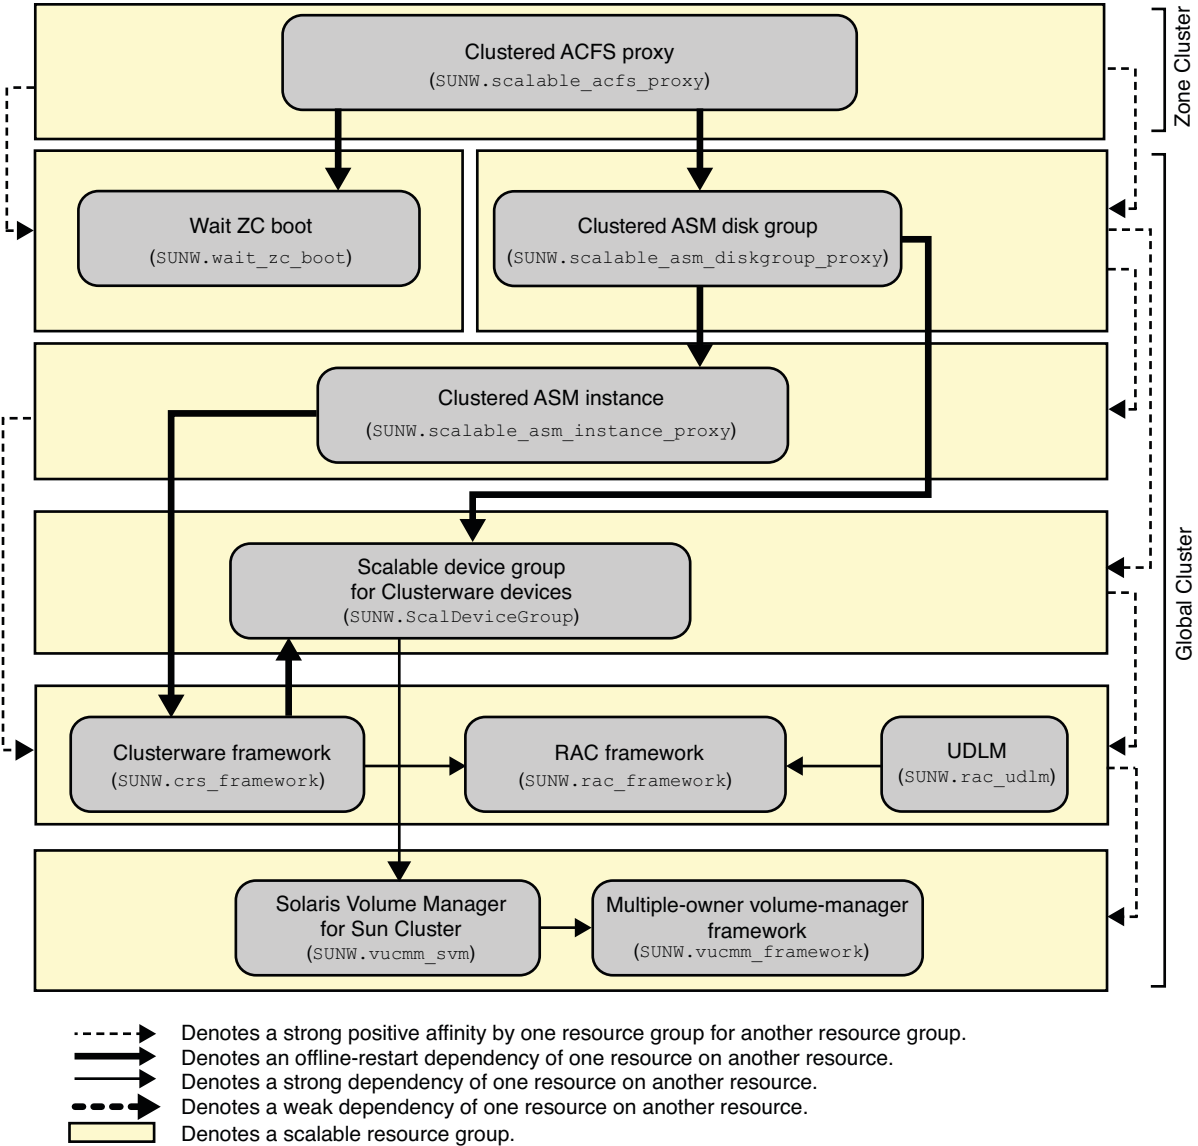 Clustered ACFS proxy
(SUNW.scalable_acfs_proxy)
Zone Cluster
Wait ZC boot
(SUNW.wait_zc_boot)
Clustered ASM disk group
(SUNW.scalable_asm_diskgroup_proxy)
Clustered ASM instance
(SUNW.scalable_asm_instance_proxy)
Scalable device group
for Clusterware devices
(SUNW.ScalDeviceGroup)
Global Cluster
Clusterware framework
(SUNW.crs_framework)
RAC framework
(SUNW.rac_framework)
UDLM
(SUNW.rac_udlm)
Solaris Volume Manager
for Sun Cluster
(SUNW.vucmm_svm)
Multiple-owner volume-manager
framework
(SUNW.vucmm_framework)
Denotes a strong positive affinity by one resource group for another resource group.
Denotes an offline-restart dependency of one resource on another resource.
Denotes a strong dependency of one resource on another resource.
Denotes a weak dependency of one resource on another resource.
Denotes a scalable resource group.